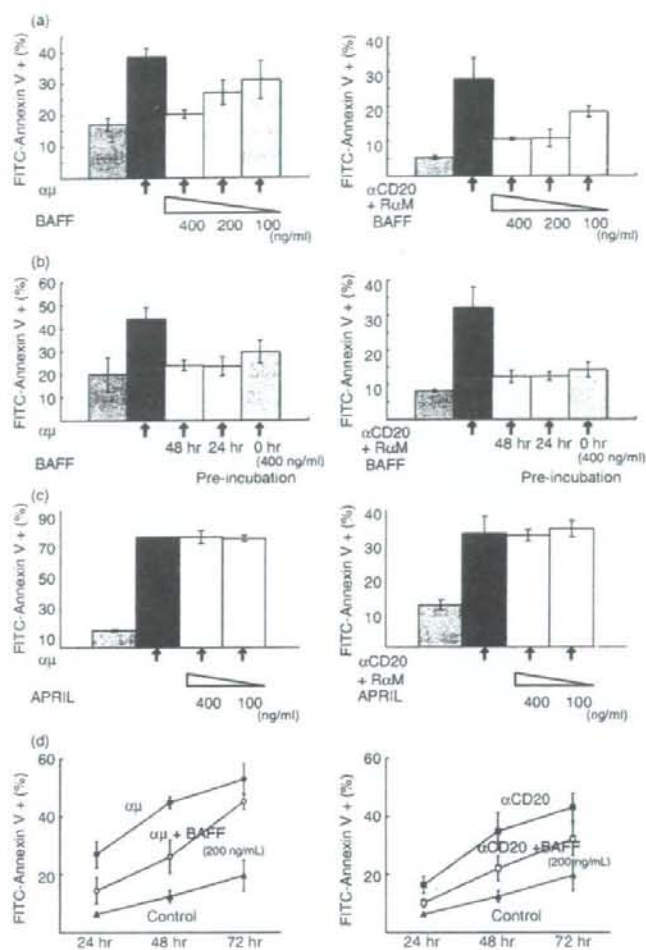 (a)
FITC-Annexin V + (%)
40
30
20
10
αμ
BAFF
400 200 100
(ng/ml)
FITC-Annexin V + (%)
40
30
20
10
αCD20
+ RαM
BAFF
400 200 100
(ng/ml)
(b)
FITC-Annexin V + (%)
60
50
40
30
20
10
αμ
48 hr 24 hr 0 hr
(400 ng/ml)
BAFF
Pre-incubation
FITC-Annexin V + (%)
40
30
20
10
αCD20
+ RαM
BAFF
48 hr 24 hr 0 hr
(400 ng/ml)
Pre-incubation
(c)
FITC-Annexin V + (%)
90
70
50
30
10
αμ
APRIL
400 100
(ng/ml)
FITC-Annexin V + (%)
40
30
20
10
αCD20
+ RαM
APRIL
400 100
(ng/ml)
(d)
FITC-Annexin V + (%)
60
40
20
αμ
αμ + BAFF
(200 ng/mL)
Control
24 hr 48 hr 72 hr
FITC-Annexin V + (%)
60
40
20
αCD20
αCD20 +BAFF
(200 ng/mL)
Control
24 hr 48 hr 72 hr